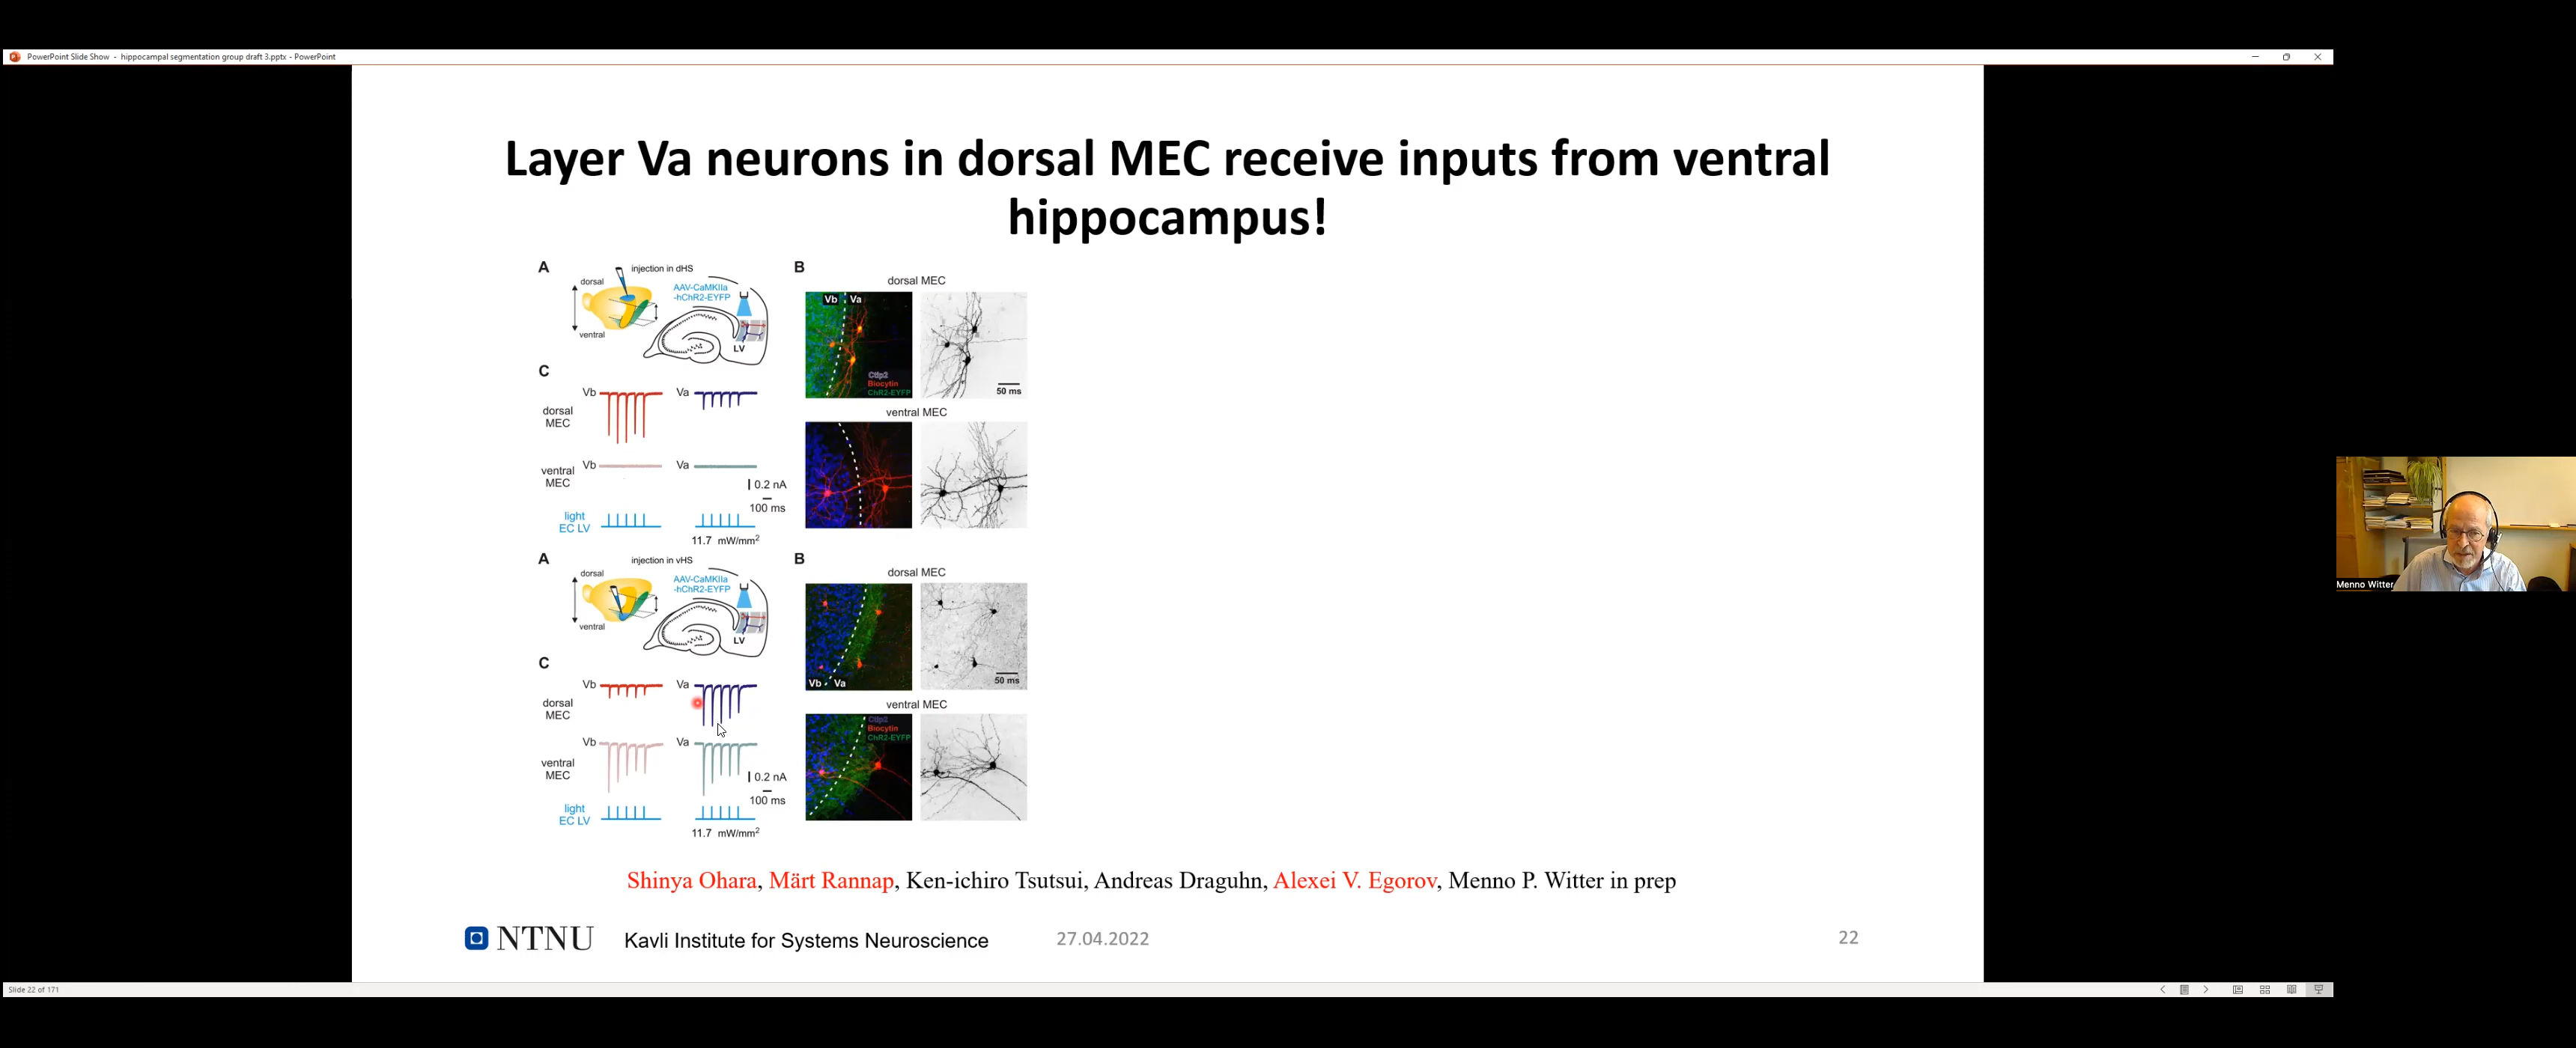 PowerPoint Slide Show - hippocampal segmentation group draft 3.pptx - PowerPoint
Layer Va neurons in dorsal MEC receive inputs from ventral
hippocampus!
A
injection in dHS
dorsal
ventral
AAV-CaMKIIa
-hChR2-EYFP
LV
B
dorsal MEC
Vb
Va
Ctip2
Biocytin
ChR2-EYFP
50 ms
ventral MEC
C
Vb
Va
dorsal
MEC
Vb
Va
ventral
MEC
0.2 nA
100 ms
light
EC LV
11.7 mW/mm²
A
injection in vHS
dorsal
ventral
AAV-CaMKIIa
-hChR2-EYFP
LV
B
dorsal MEC
Vb
Va
50 ms
ventral MEC
Ctip2
Biocytin
ChR2-EYFP
C
Vb
Va
dorsal
MEC
Vb
Va
ventral
MEC
0.2 nA
100 ms
light
EC LV
11.7 mW/mm²
Menno Witter
Shinya Ohara, Märt Rannap, Ken-ichiro Tsutsui, Andreas Draguhn, Alexei V. Egorov, Menno P. Witter in prep
NTNU
Kavli Institute for Systems Neuroscience
27.04.2022
22
Slide 22 of 171